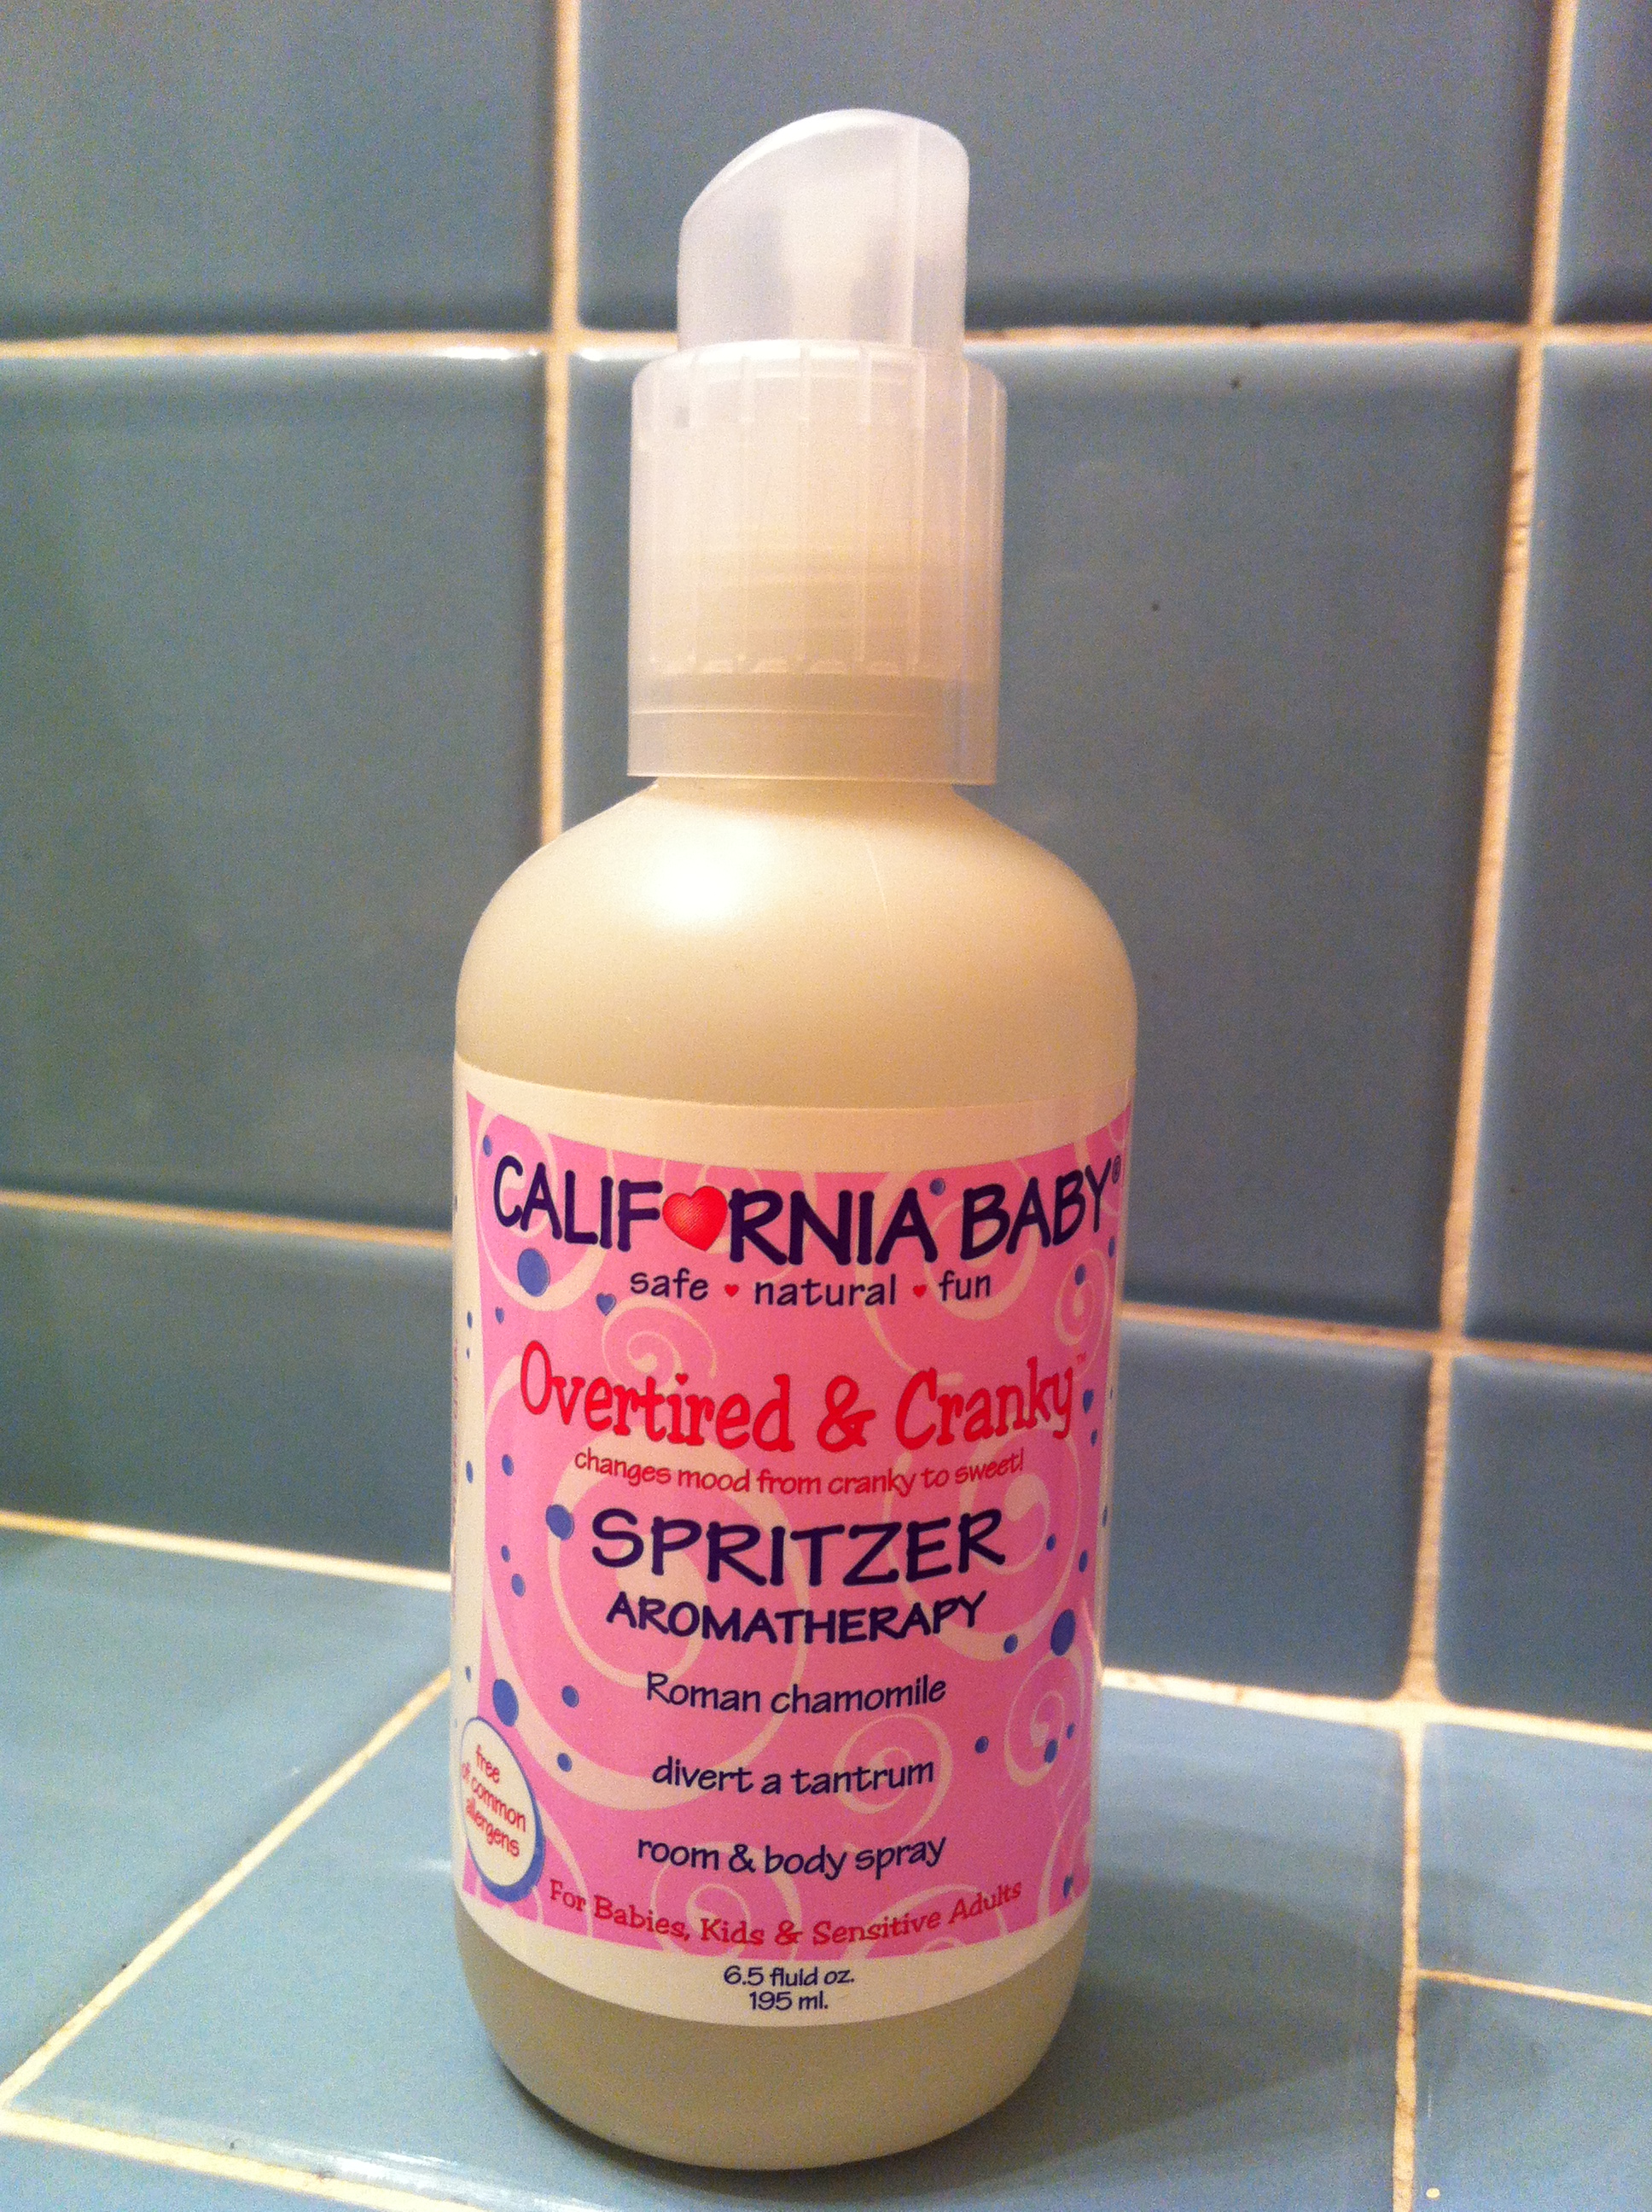 CALIFORNIA BABY®
safe • natural • fun
Overtired & Cranky™
changes mood from cranky to sweet!
SPRITZER
AROMATHERAPY
Roman chamomile
divert a tantrum
room & body spray
free
of common
allergens
For Babies, Kids & Sensitive Adults
6.5 fluid oz.
195 ml.